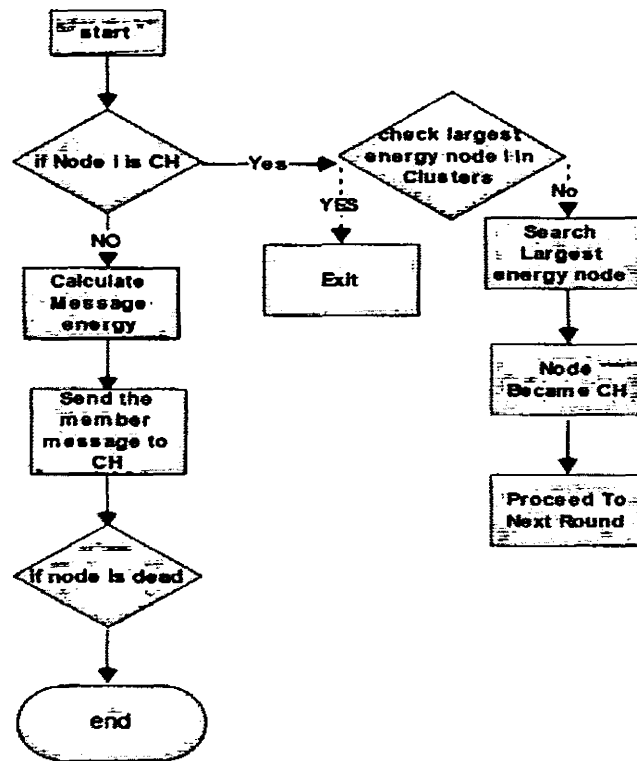 start
if Node I is CH
Yes
check largest
energy node I in
Clusters
YES
No
NO
Exit
Search
Largest
energy node
Calculate
Message
energy
Node
Became CH
Send the
member
message to
CH
Proceed To
Next Round
if node is dead
end